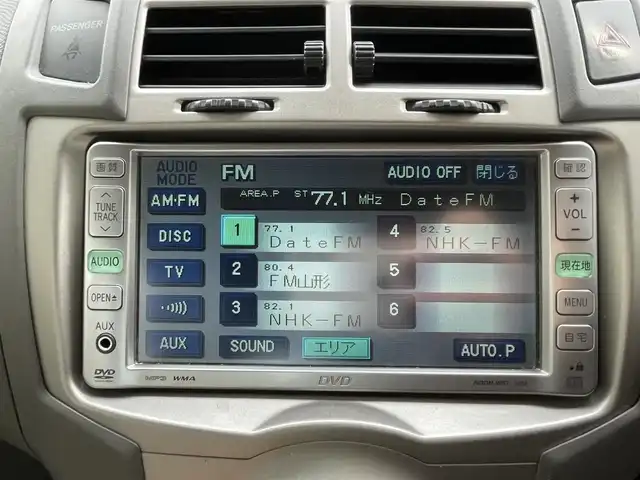 PASSENGER
画質
AUDIO MODE
FM
AUDIO OFF
閉じる
確認
TUNE TRACK
AM·FM
AREA.P ST 77.1 MHz DateFM
+
VOL
-
DISC
1 77.1 DateFM
4 82.5 NHK-FM
AUDIO
TV
2 80.4 FM山形
5
現在地
OPEN
3 82.1 NHK-FM
6
MENU
AUX
AUX
SOUND
エリア
AUTO.P
自宅
DVD
MP3 WMA
DVD